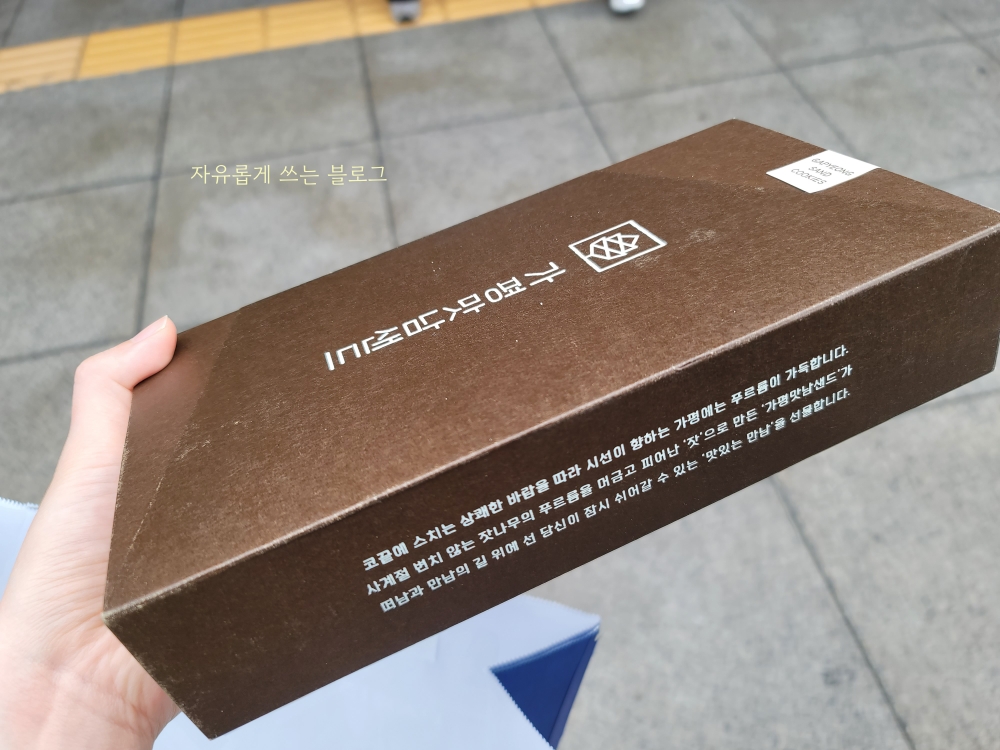 자유롭게 쓰는 블로그
GAPYEONG
SAND
COOKIES
가평맛남샌드
코끝에 스치는 상쾌한 바람을 따라 시선이 향하는 가평에는 푸르름이 가득합니다.
사계절 변치 않는 잣나무의 푸르름을 머금고 피어난 '잣'으로 만든 '가평맛남샌드'가
떠남과 만남의 길 위에 선 당신이 잠시 쉬어갈 수 있는 '맛있는 만남'을 선물합니다.